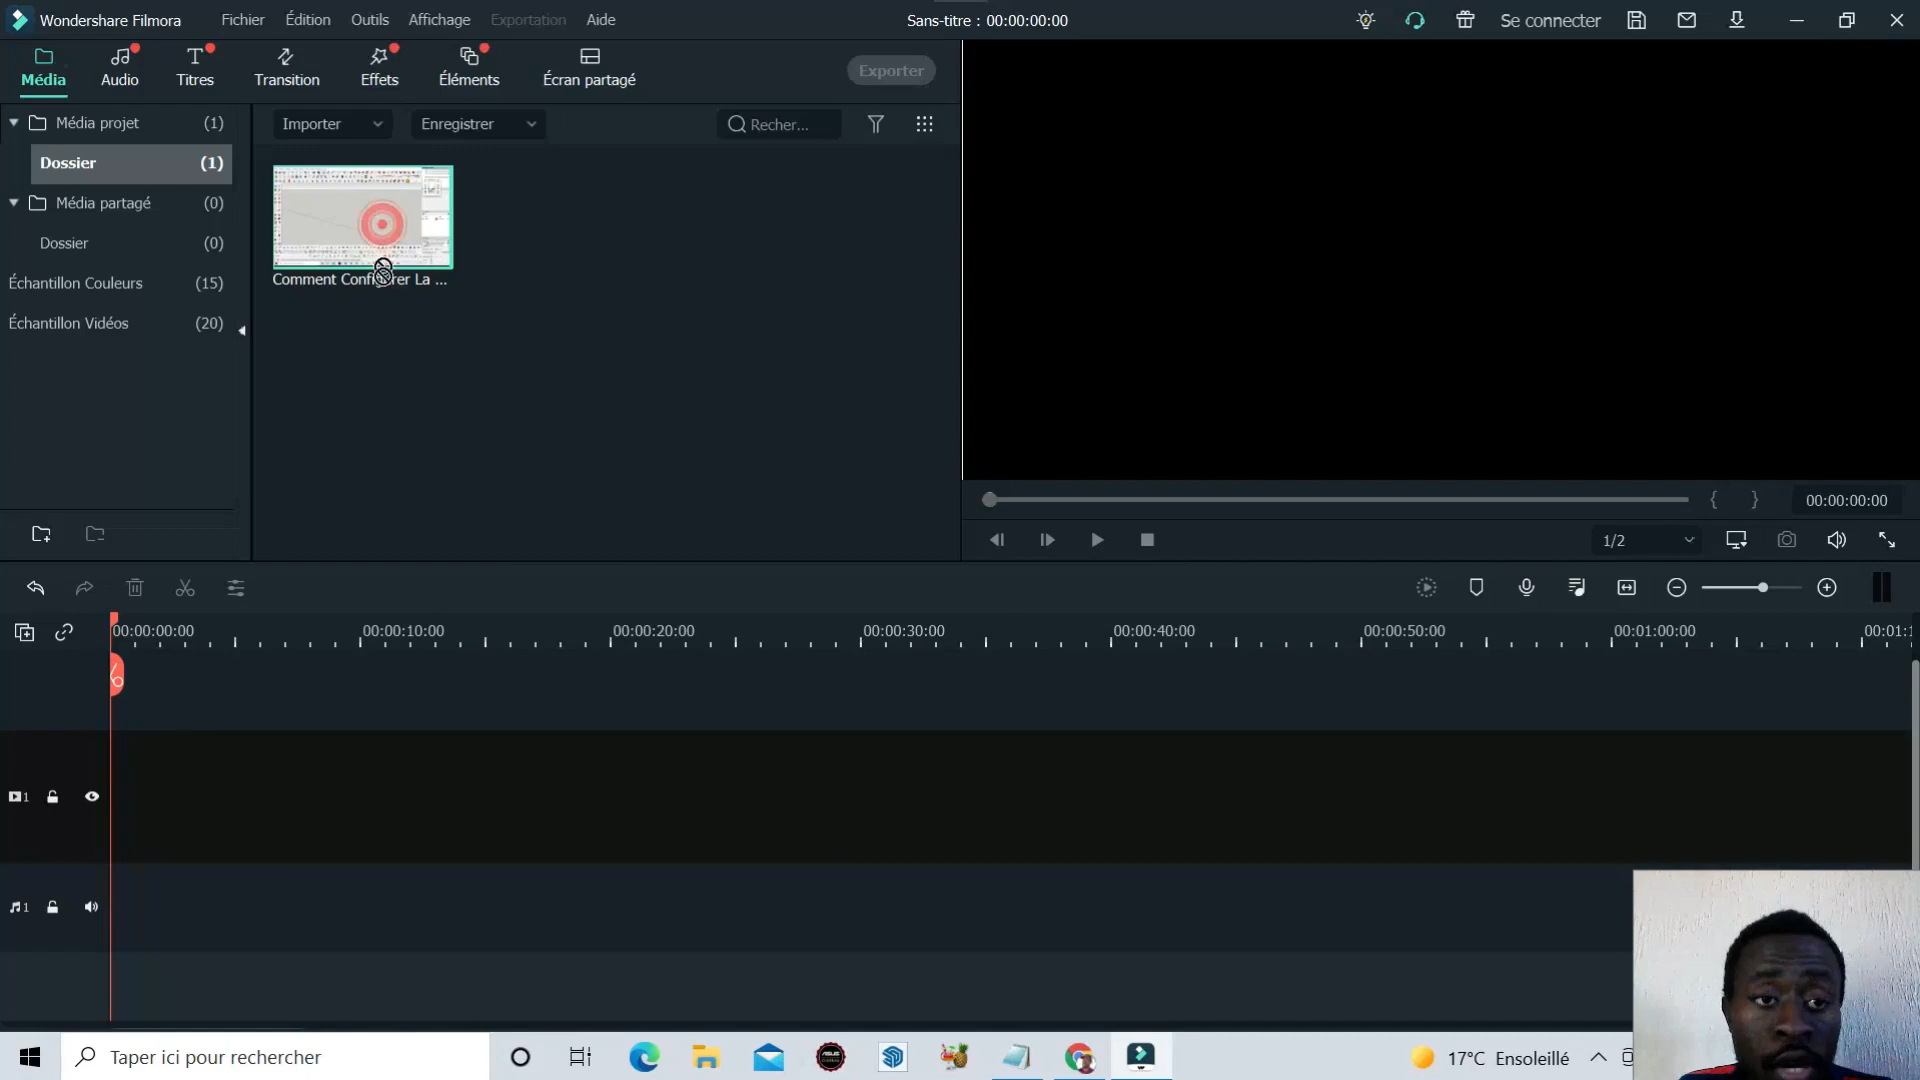 Wondershare Filmora Fichier Édition Outils Affichage Exportation Aide Sans-titre : 00:00:00:00 Se connecter
Média Audio Titres Transition Effets Éléments Écran partagé Exporter
Média projet (1) Importer Enregistrer Recher...
Dossier (1)
Média partagé (0)
Dossier (0)
Échantillon Couleurs (15)
Échantillon Vidéos (20)
La ...
00:00:00:00
1/2
00:00:00:00 00:00:10:00 00:00:20:00 00:00:30:00 00:00:40:00 00:00:50:00 00:01:00:00 00:01:1
1
1
Taper ici pour rechercher 17°C Ensoleillé